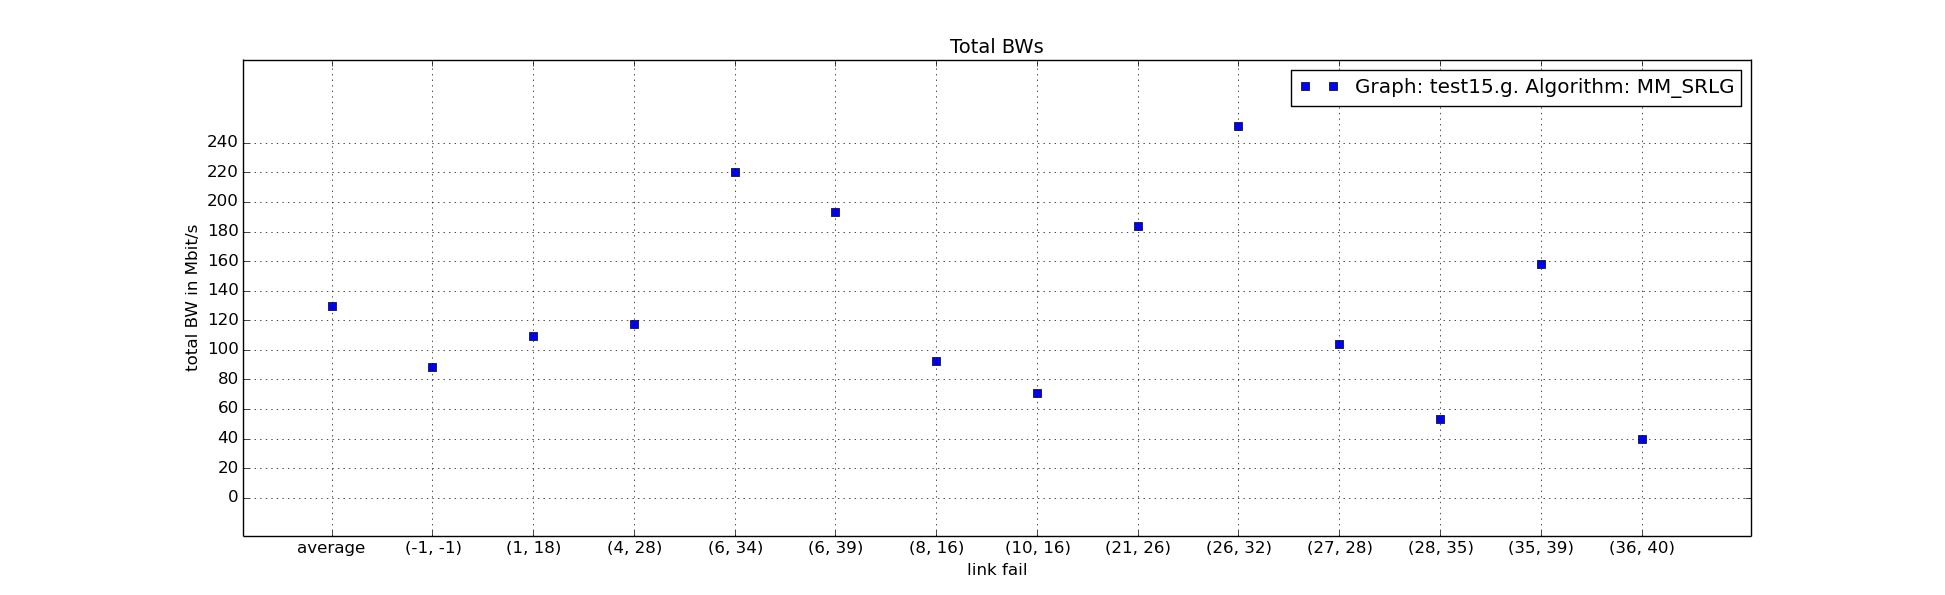 Total BWs
Graph: test15.g. Algorithm: MM_SRLG
240
220
200
180
160
140
120
100
80
60
40
20
0
total BW in Mbit/s
average (-1, -1) (1, 18) (4, 28) (6, 34) (6, 39) (8, 16) (10, 16) (21, 26) (26, 32) (27, 28) (28, 35) (35, 39) (36, 40)
link fail